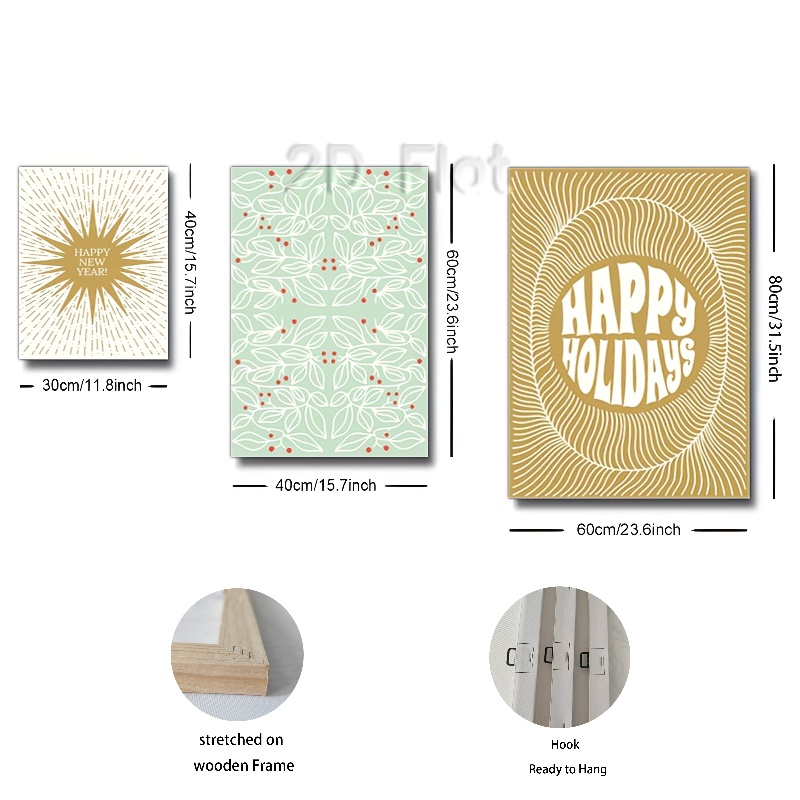 2D Flat
HAPPY
NEW
YEAR!
40cm/15.7inch
30cm/11.8inch
60cm/23.6inch
40cm/15.7inch
HAPPY
HOLIDAYS
80cm/31.5inch
60cm/23.6inch
stretched on
wooden Frame
Hook
Ready to Hang